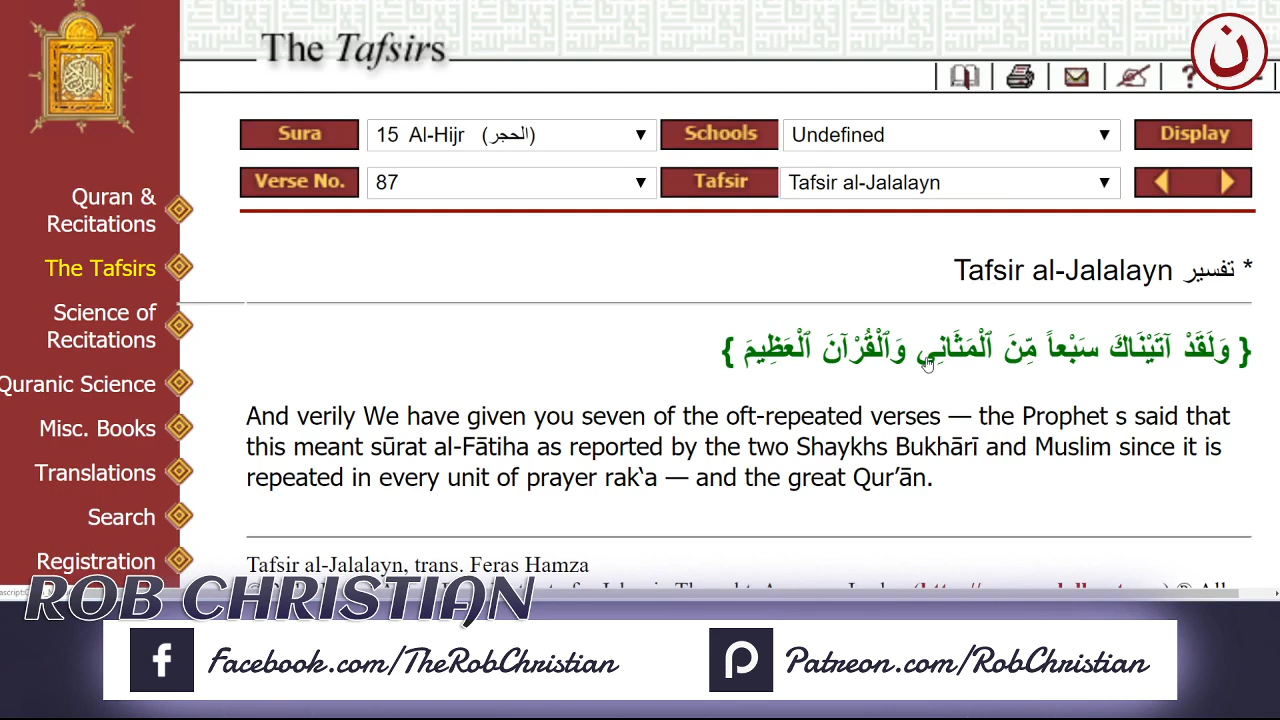 The Tafsirs
ن
?
Sura
15 Al-Hijr (الحجر)
Schools
Undefined
Display
Verse No.
87
Tafsir
Tafsir al-Jalalayn
Quran &
Recitations
The Tafsirs
Science of
Recitations
Quranic Science
Misc. Books
Translations
Search
Registration
* تفسير Tafsir al-Jalalayn
{ وَلَقَدْ آتَيْنَاكَ سَبْعاً مِّنَ ٱلْمَثَانِي وَٱلْقُرْآنَ ٱلْعَظِيمَ }
And verily We have given you seven of the oft-repeated verses — the Prophet s said that
this meant sūrat al-Fātiha as reported by the two Shaykhs Bukhārī and Muslim since it is
repeated in every unit of prayer rak‘a — and the great Qur’ān.
Tafsir al-Jalalayn, trans. Feras Hamza
ROB CHRISTIAN
f
Facebook.com/TheRobChristian
Patreon.com/RobChristian